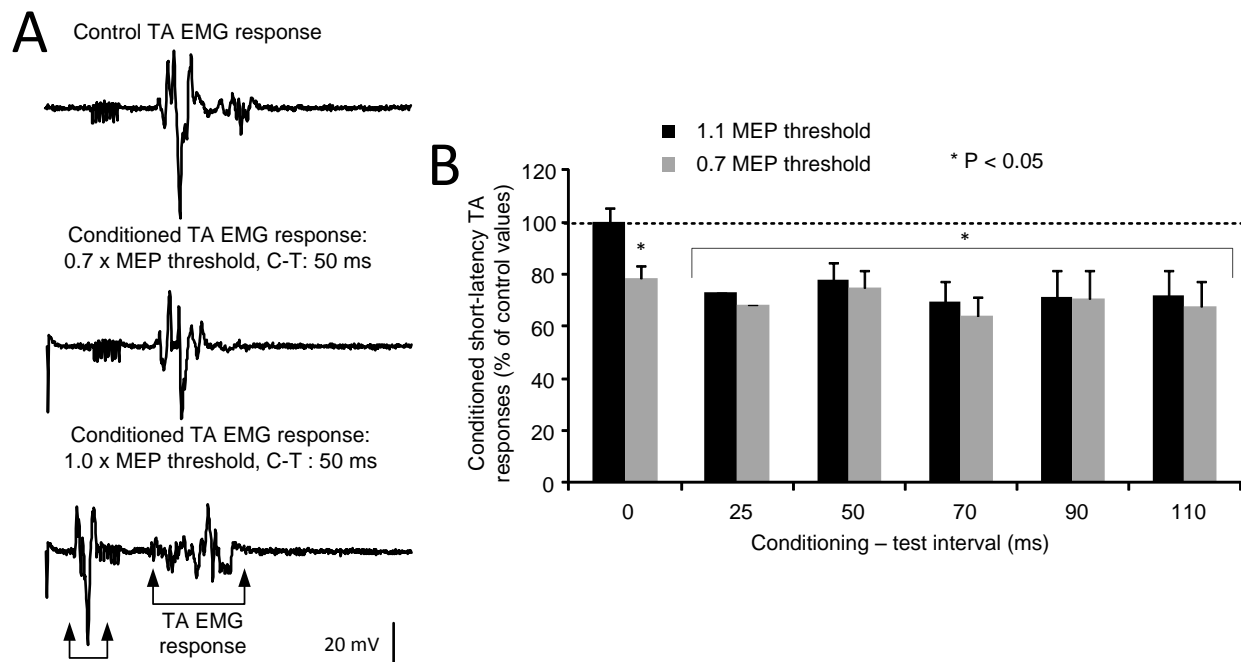 A
Control TA EMG response
Conditioned TA EMG response:
0.7 x MEP threshold, C-T: 50 ms
Conditioned TA EMG response:
1.0 x MEP threshold, C-T : 50 ms
TA EMG
response
20 mV
B
1.1 MEP threshold
0.7 MEP threshold
* P < 0.05
Conditioned short-latency TA
responses (% of control values)
120
100
80
60
40
20
0
*
*
0 25 50 70 90 110
Conditioning – test interval (ms)